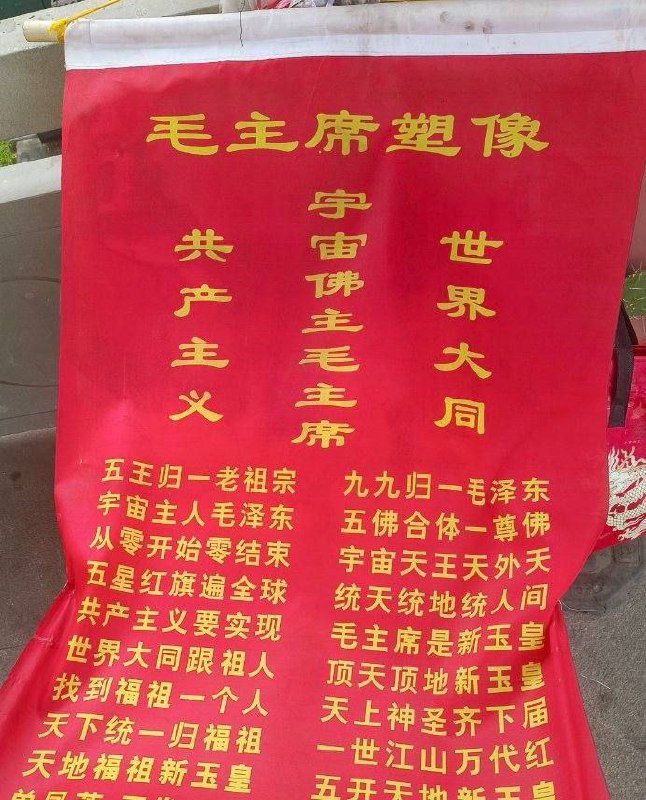 毛主席塑像
共产主义
宇宙佛主毛主席
世界大同
五王归一老祖宗
宇宙主人毛泽东
从零开始零结束
五星红旗遍全球
共产主义要实现
世界大同跟祖人
找到福祖一个人
天下统一归福祖
天地福祖新玉皇
九九归一毛泽东
五佛合体一尊佛
宇宙天王天外天
统天统地统人间
毛主席是新玉皇
顶天顶地新玉皇
天上神圣齐下届
一世江山万代红
五开天地新玉皇